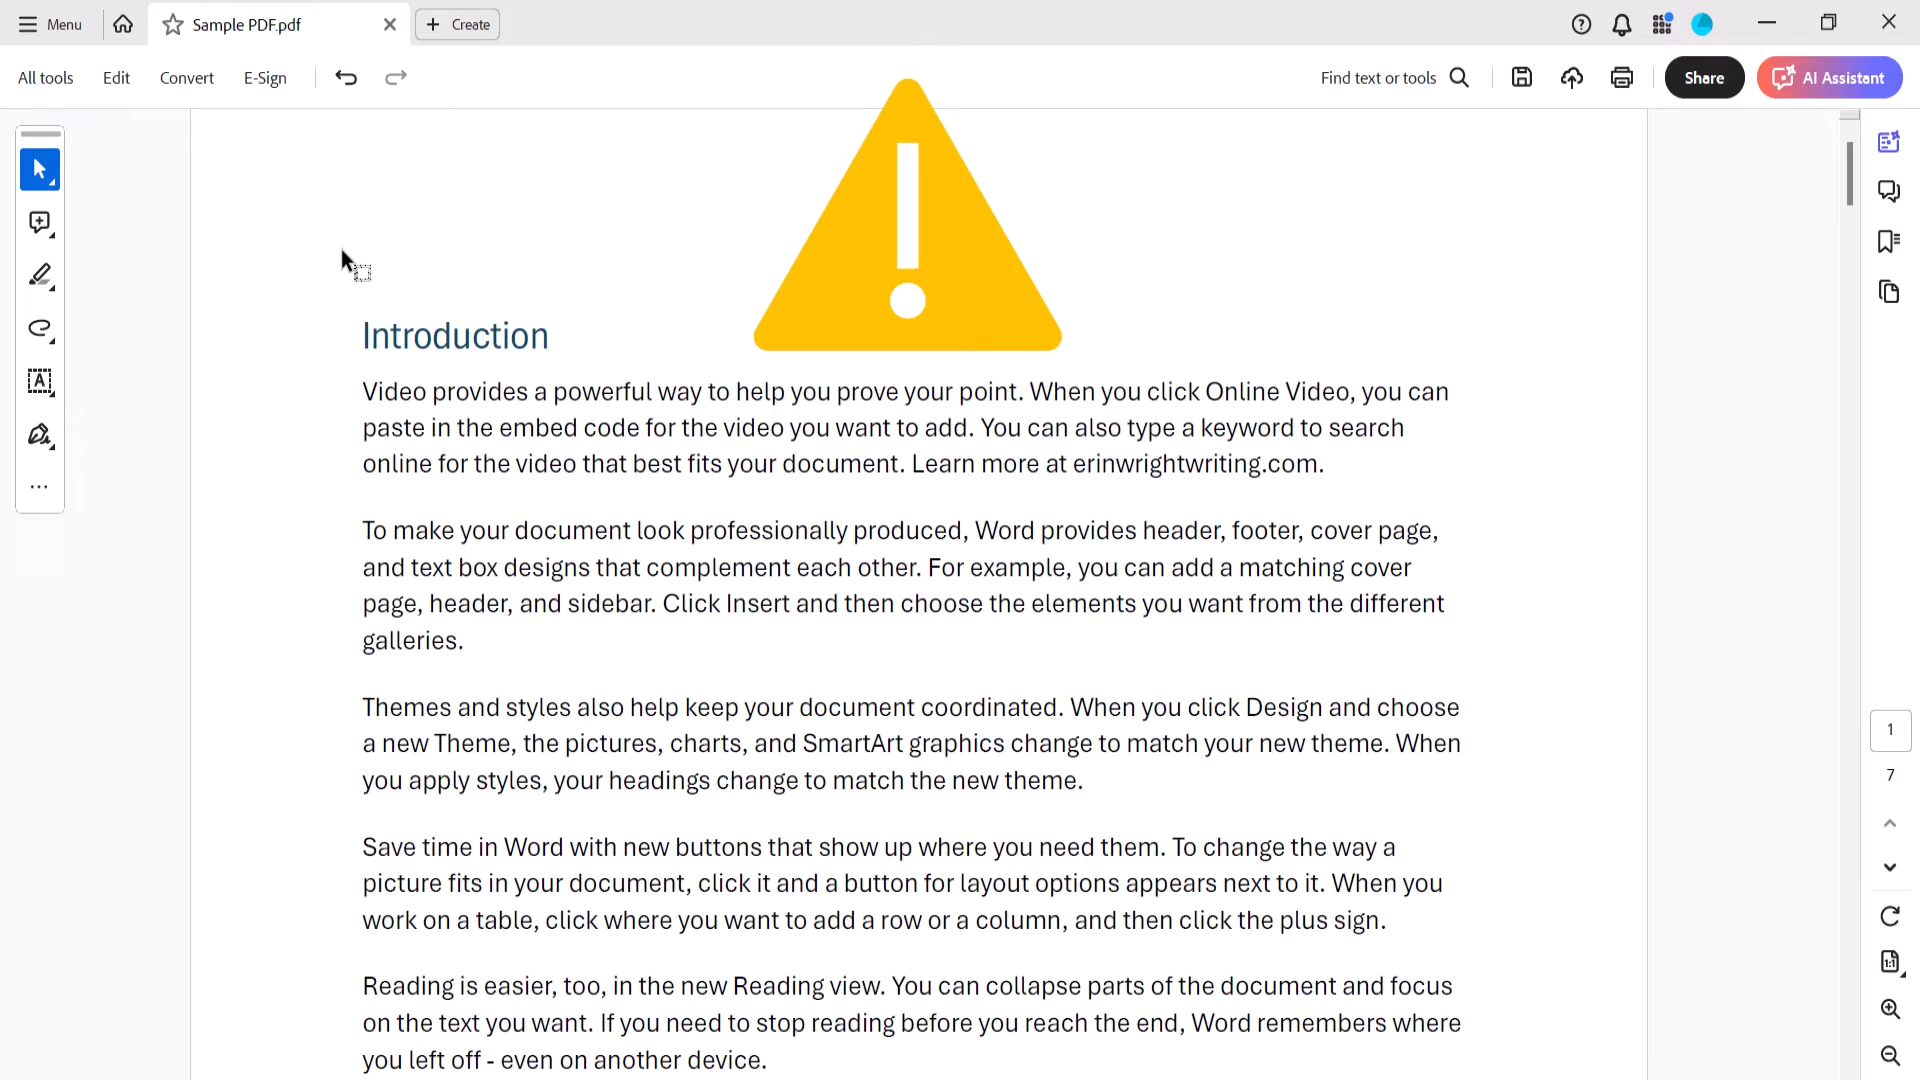 Menu
Sample PDF.pdf
Create
All tools
Edit
Convert
E-Sign
Find text or tools
Share
AI Assistant
Introduction
Video provides a powerful way to help you prove your point. When you click Online Video, you can
paste in the embed code for the video you want to add. You can also type a keyword to search
online for the video that best fits your document. Learn more at erinwrightwriting.com.
To make your document look professionally produced, Word provides header, footer, cover page,
and text box designs that complement each other. For example, you can add a matching cover
page, header, and sidebar. Click Insert and then choose the elements you want from the different
galleries.
Themes and styles also help keep your document coordinated. When you click Design and choose
a new Theme, the pictures, charts, and SmartArt graphics change to match your new theme. When
you apply styles, your headings change to match the new theme.
Save time in Word with new buttons that show up where you need them. To change the way a
picture fits in your document, click it and a button for layout options appears next to it. When you
work on a table, click where you want to add a row or a column, and then click the plus sign.
Reading is easier, too, in the new Reading view. You can collapse parts of the document and focus
on the text you want. If you need to stop reading before you reach the end, Word remembers where
you left off - even on another device.
1
7